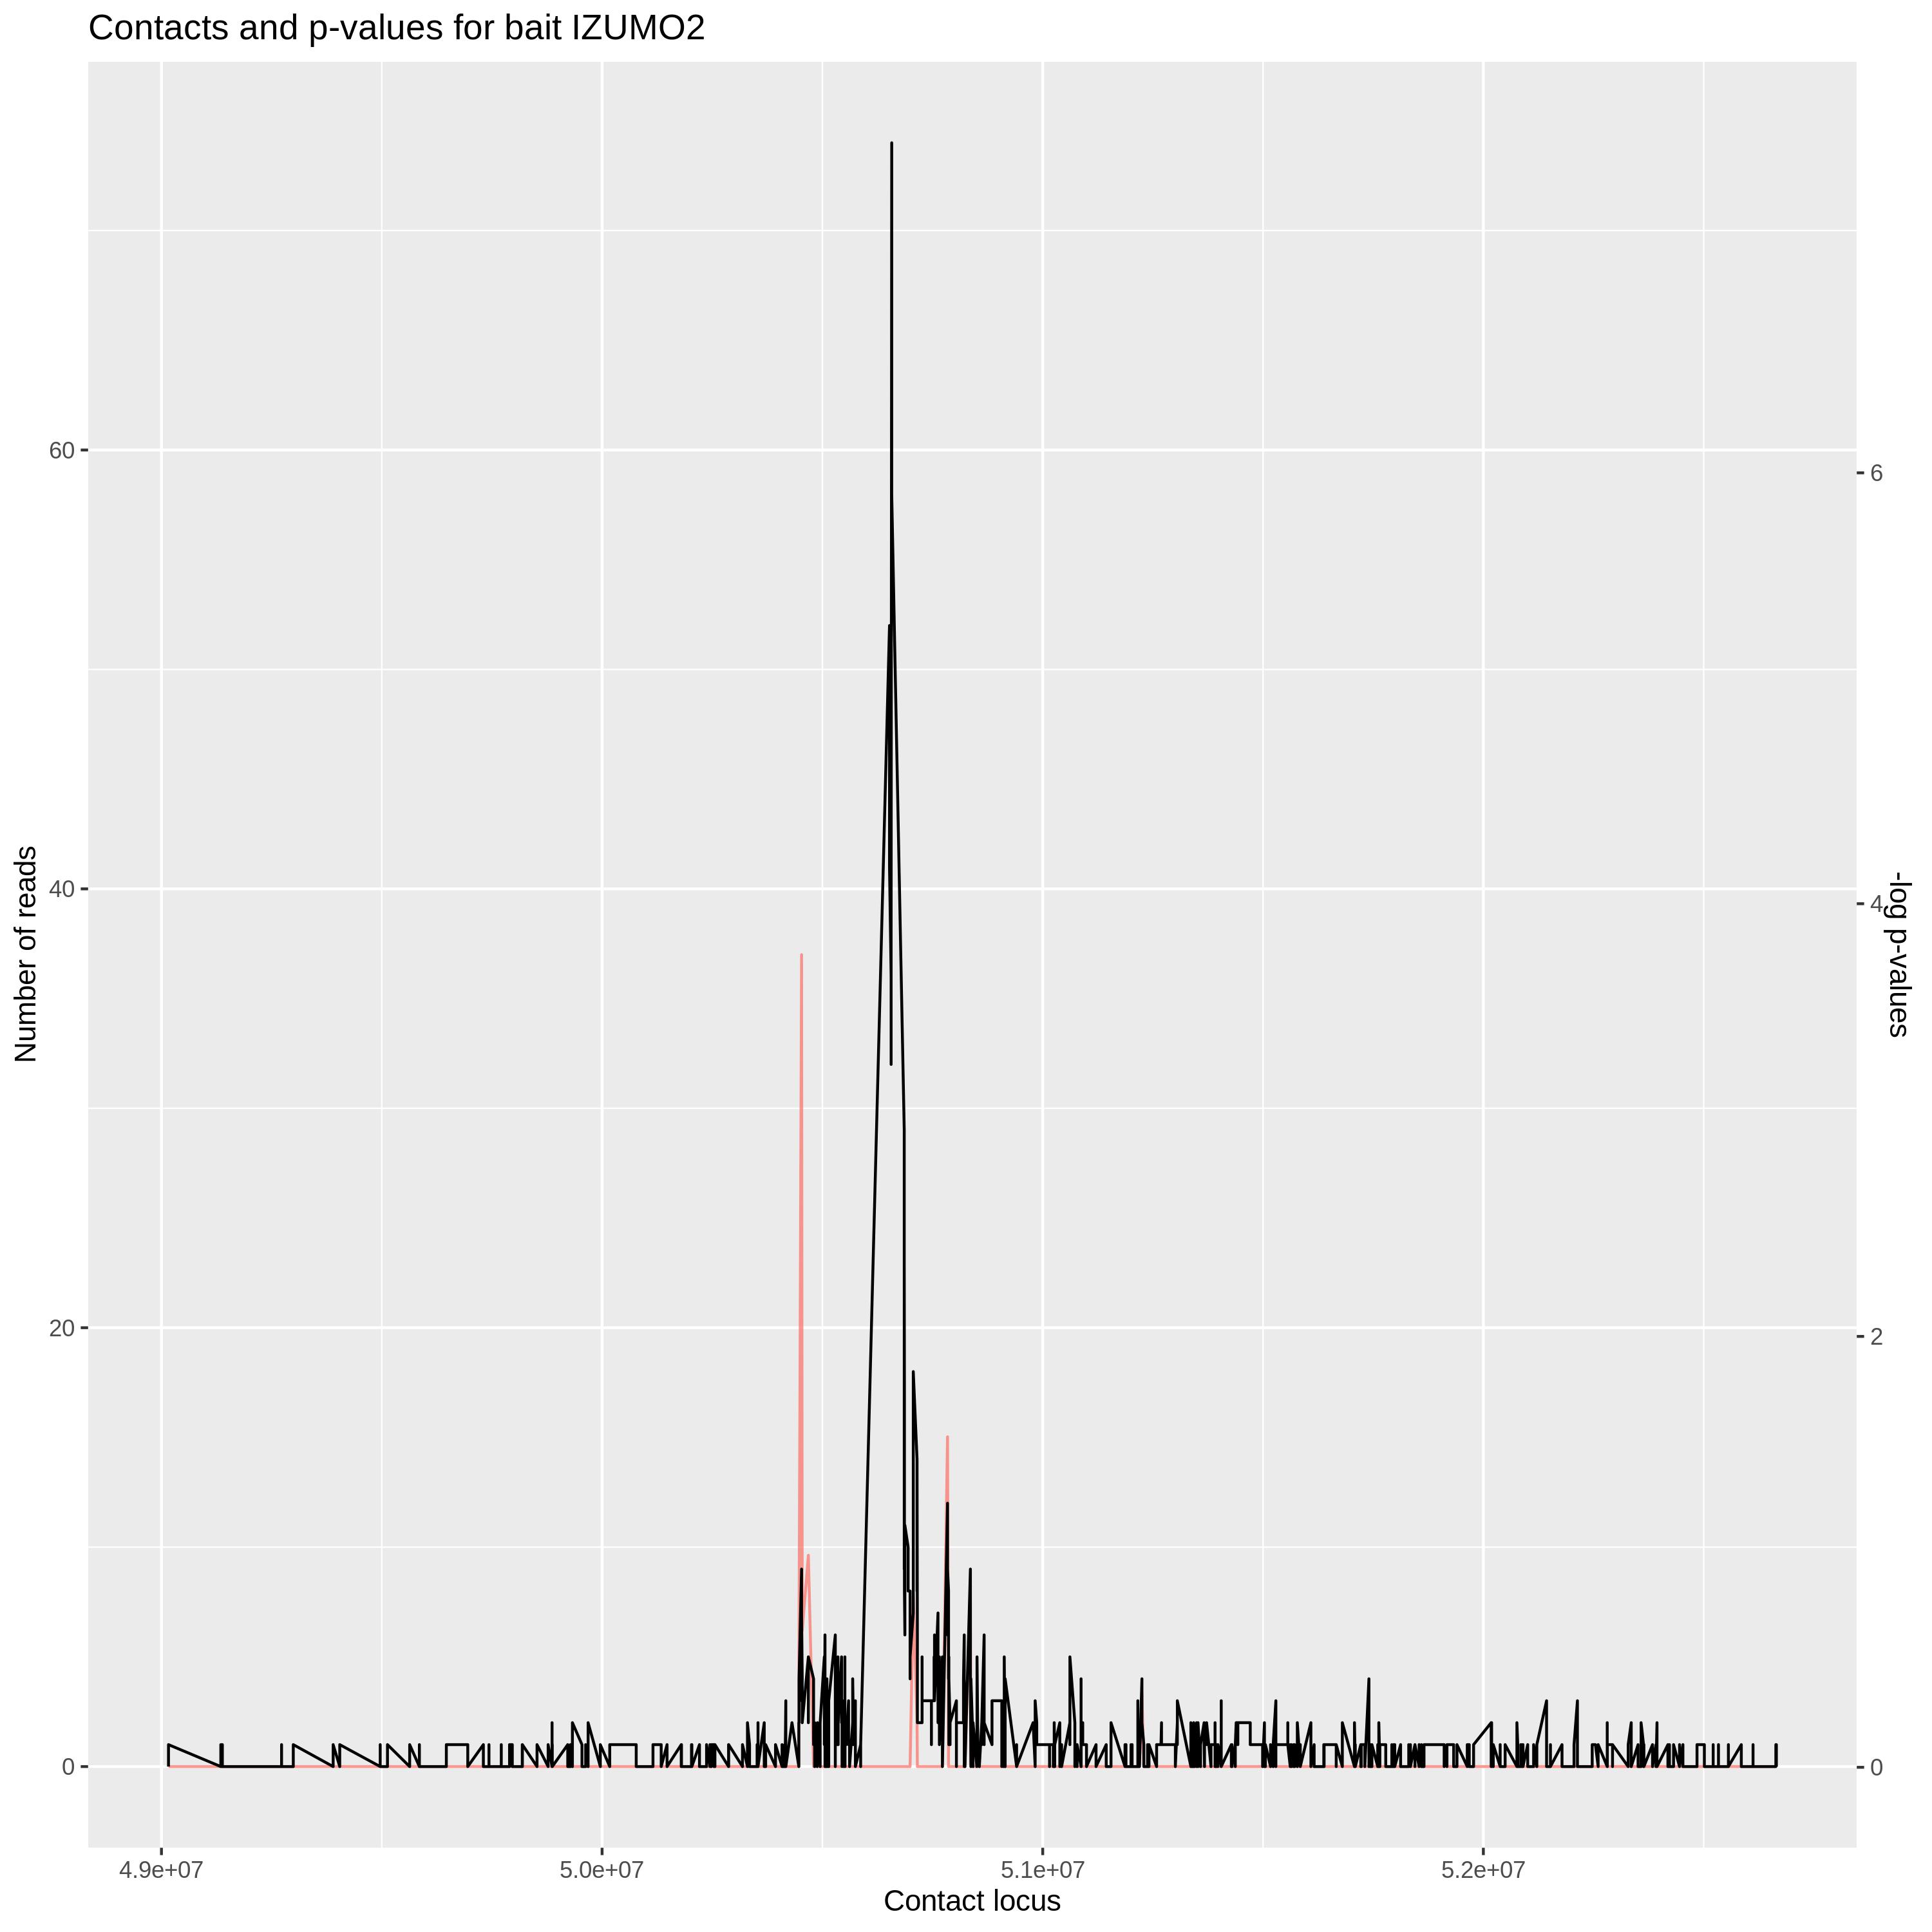 Contacts and p-values for bait IZUMO2
60
40
20
0
6
4
2
0
Number of reads
-log p-values
4.9e+07
5.0e+07
5.1e+07
5.2e+07
Contact locus